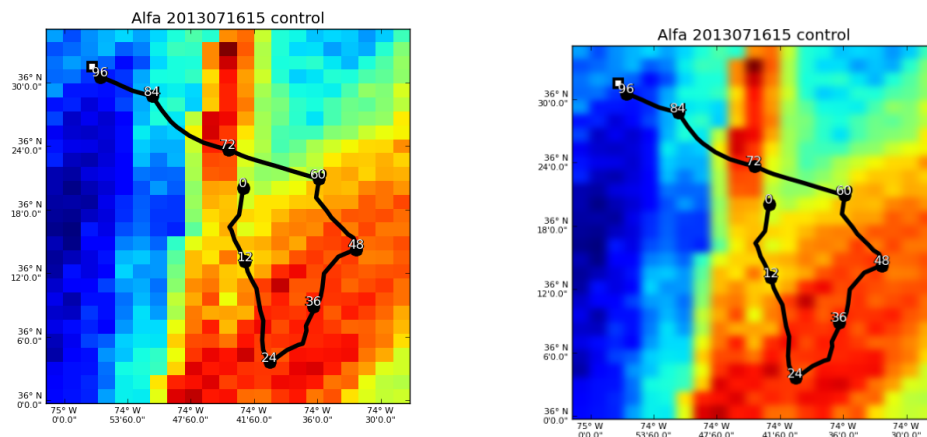 Alfa 2013071615 control
36° N
30'0.0"
36° N
24'0.0"
36° N
18'0.0"
36° N
12'0.0"
36° N
6'0.0"
36° N
0'0.0"
96
84
72
0
60
12
48
36
24
75° W
0'0.0"
74° W
53'60.0"
74° W
47'60.0"
74° W
41'60.0"
74° W
36'0.0"
74° W
30'0.0"
Alfa 2013071615 control
36° N
30'0.0"
36° N
24'0.0"
36° N
18'0.0"
36° N
12'0.0"
36° N
6'0.0"
36° N
0'0.0"
96
84
72
0
60
12
48
36
24
75° W
0'0.0"
74° W
53'60.0"
74° W
47'60.0"
74° W
41'60.0"
74° W
36'0.0"
74° W
30'0.0"